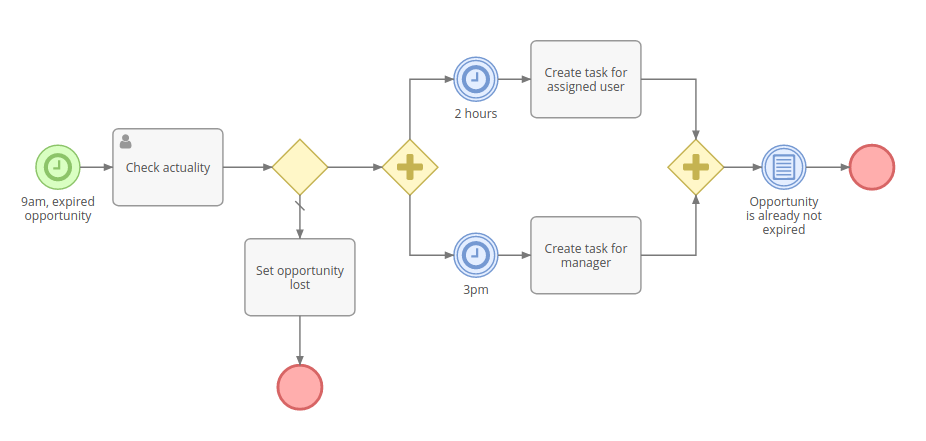 9am, expired
opportunity
Check actuality
Set opportunity
lost
2 hours
Create task for
assigned user
3pm
Create task for
manager
Opportunity
is already not
expired